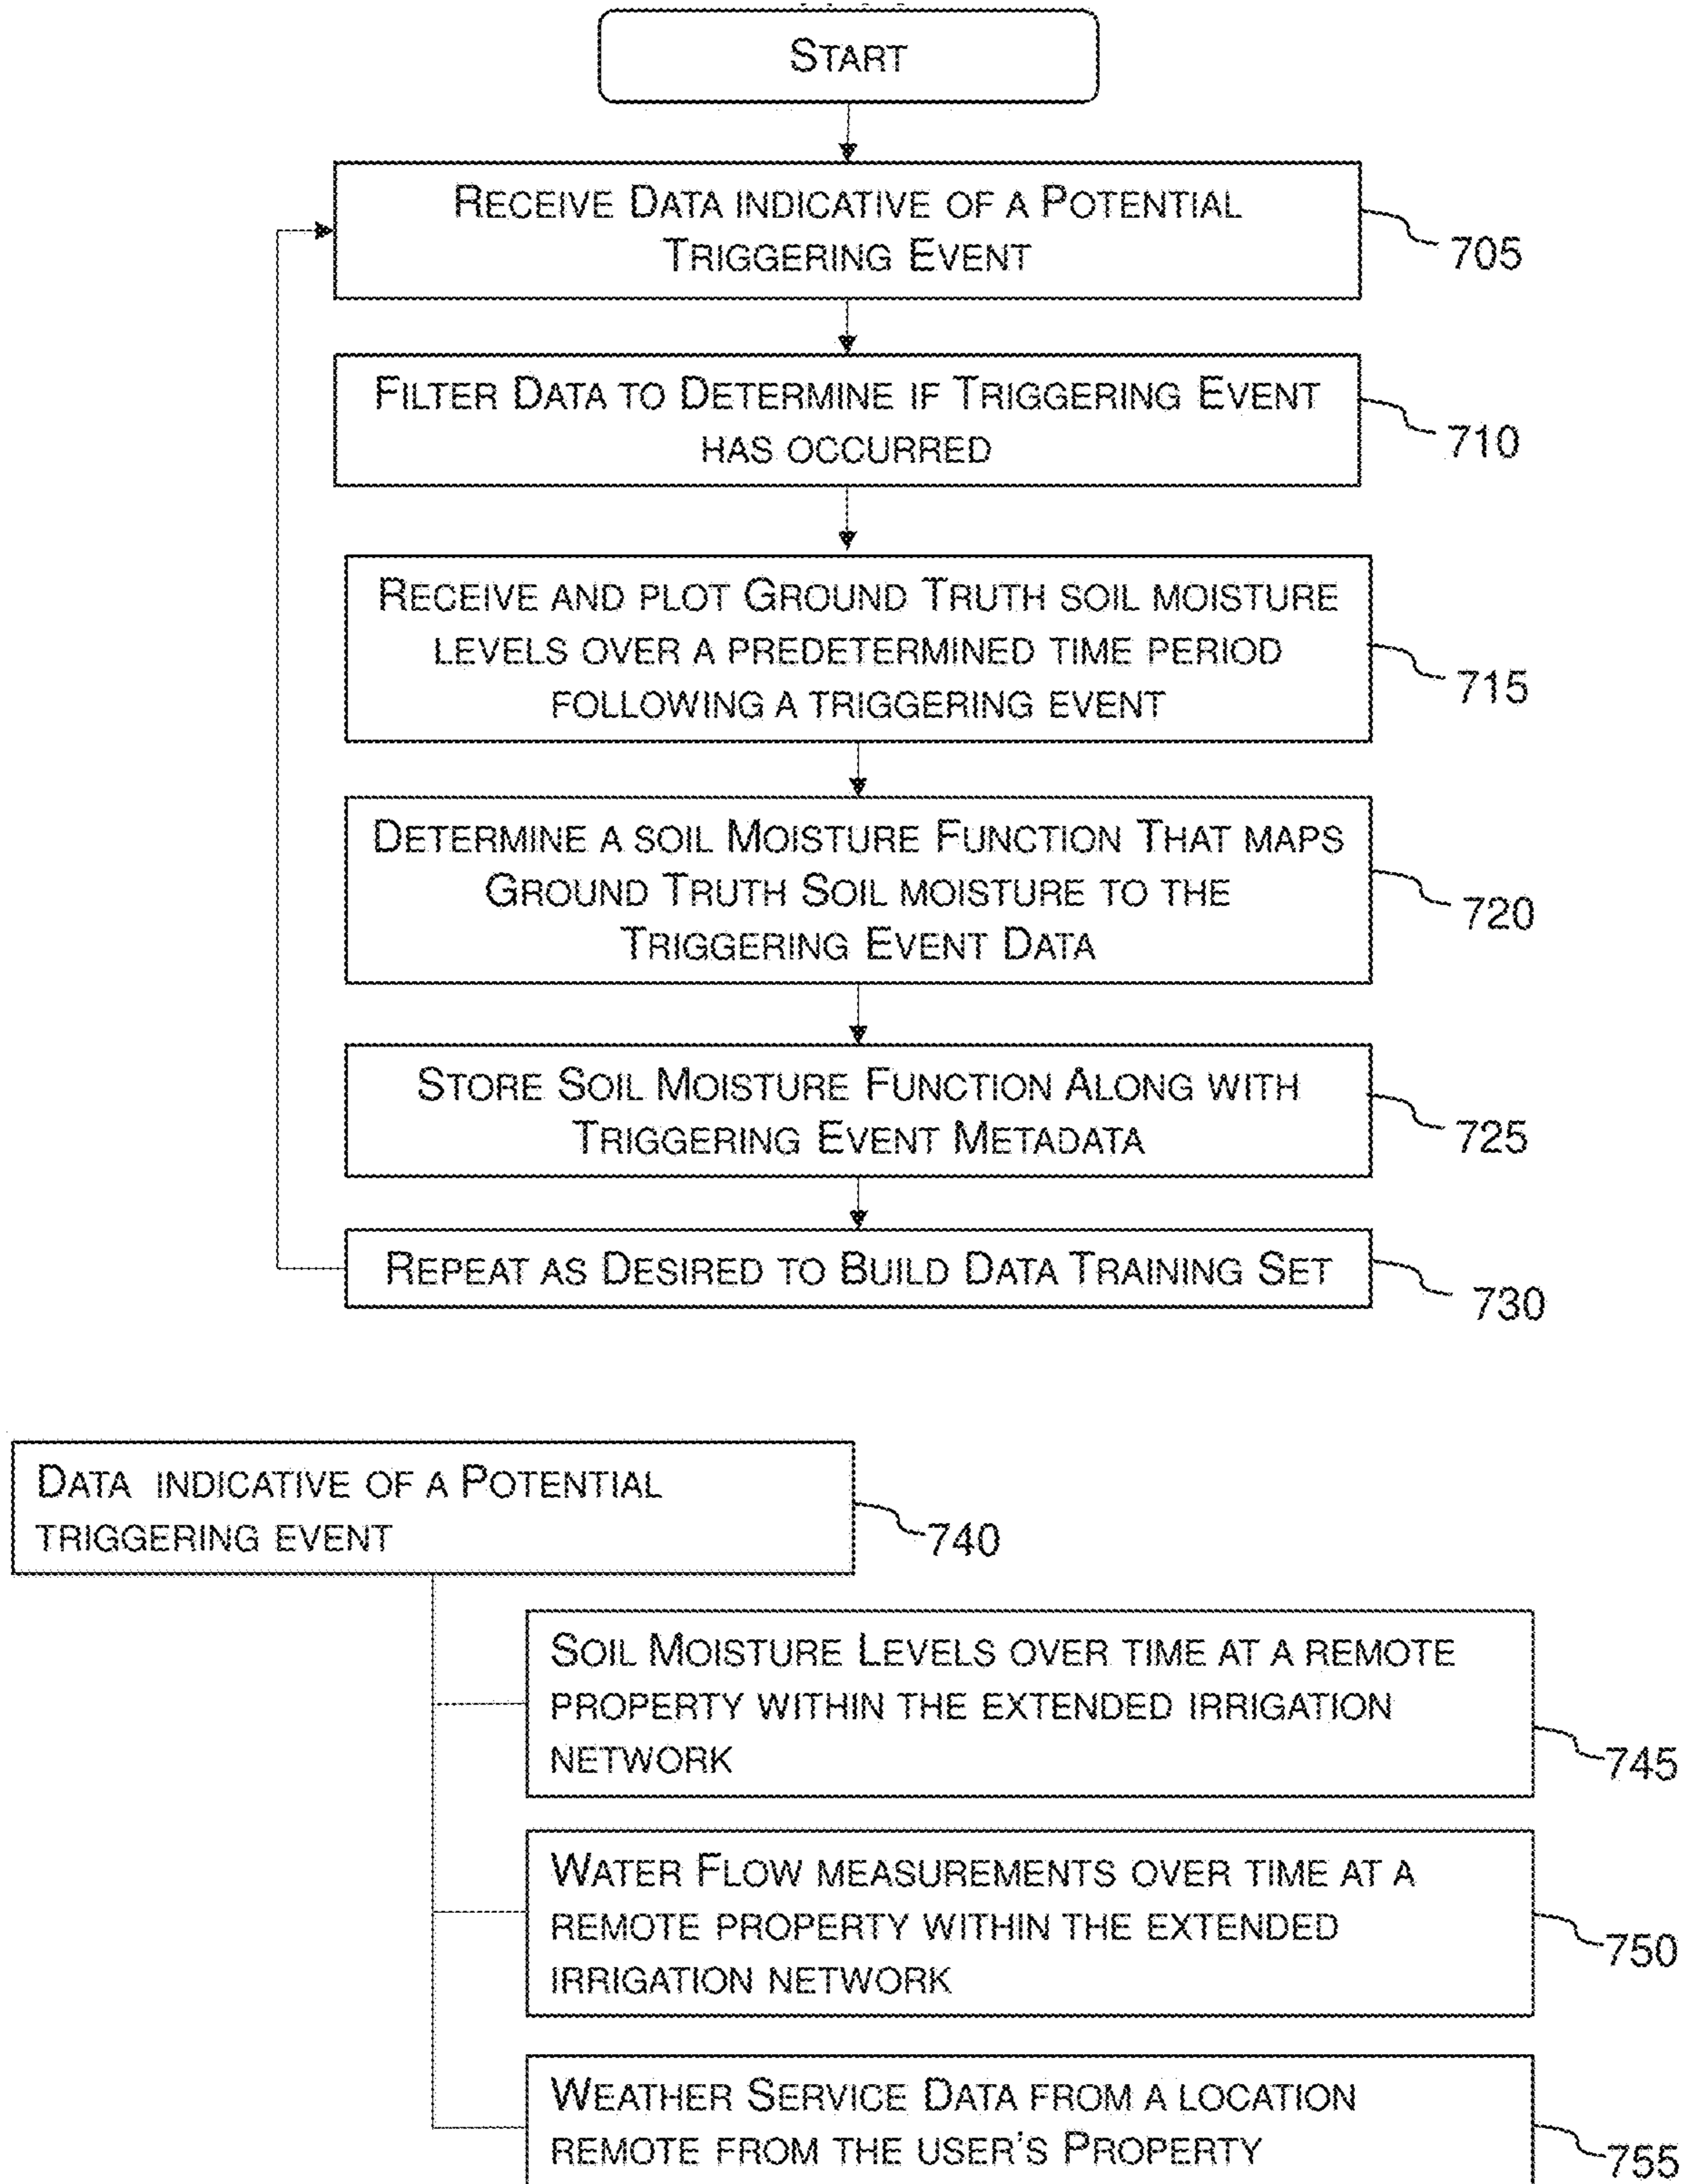 START
RECEIVE DATA INDICATIVE OF A POTENTIAL
TRIGGERING EVENT
705
FILTER DATA TO DETERMINE IF TRIGGERING EVENT
HAS OCCURRED
710
RECEIVE AND PLOT GROUND TRUTH SOIL MOISTURE
LEVELS OVER A PREDETERMINED TIME PERIOD
FOLLOWING A TRIGGERING EVENT
715
DETERMINE A SOIL MOISTURE FUNCTION THAT MAPS
GROUND TRUTH SOIL MOISTURE TO THE
TRIGGERING EVENT DATA
720
STORE SOIL MOISTURE FUNCTION ALONG WITH
TRIGGERING EVENT METADATA
725
REPEAT AS DESIRED TO BUILD DATA TRAINING SET
730
DATA INDICATIVE OF A POTENTIAL
TRIGGERING EVENT
740
SOIL MOISTURE LEVELS OVER TIME AT A REMOTE
PROPERTY WITHIN THE EXTENDED IRRIGATION
NETWORK
745
WATER FLOW MEASUREMENTS OVER TIME AT A
REMOTE PROPERTY WITHIN THE EXTENDED
IRRIGATION NETWORK
750
WEATHER SERVICE DATA FROM A LOCATION
REMOTE FROM THE USER'S PROPERTY
755